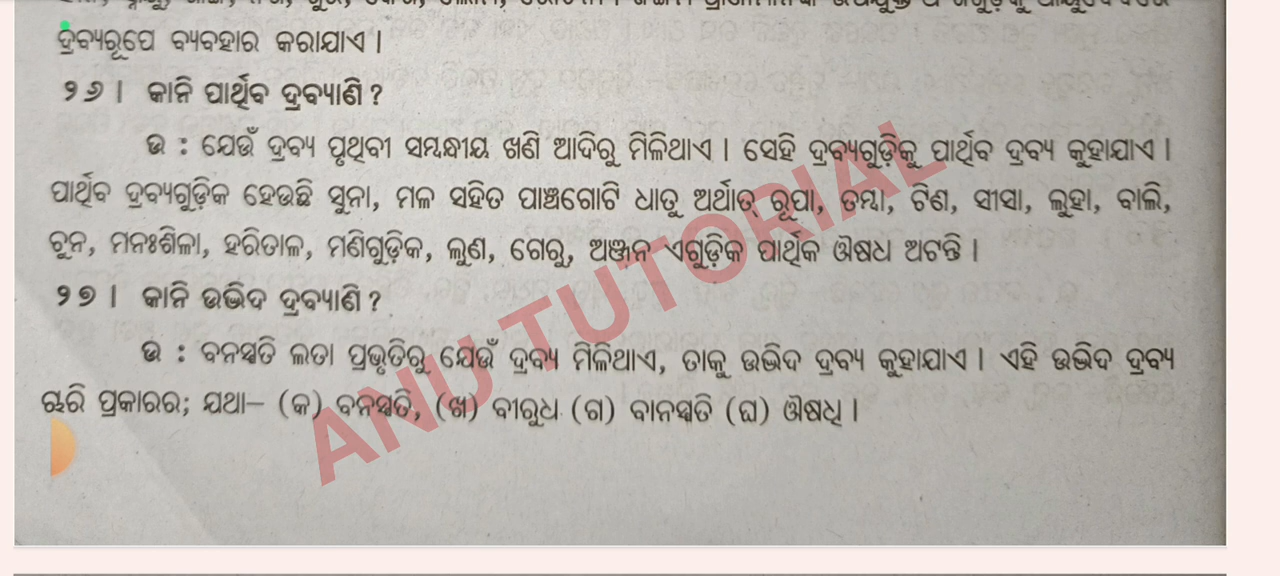 ଦ୍ରବ୍ୟରୂପେ ବ୍ୟବହାର କରାଯାଏ ।
୨୬ । କାନି ପାର୍ଥିବ ଦ୍ରବ୍ୟାଣି ?
ଉ : ଯେଉଁ ଦ୍ରବ୍ୟ ପୃଥିବୀ ସମ୍ବନ୍ଧୀୟ ଖଣି ଆଦିରୁ ମିଳିଥାଏ । ସେହି ଦ୍ରବ୍ୟଗୁଡ଼ିକୁ ପାର୍ଥିବ ଦ୍ରବ୍ୟ କୁହାଯାଏ ।
ପାର୍ଥିବ ଦ୍ରବ୍ୟଗୁଡ଼ିକ ହେଉଛି ସୁନା, ମଳ ସହିତ ପାଞ୍ଚଗୋଟି ଧାତୁ ଅର୍ଥାତ୍ ରୂପା, ତମ୍ବା, ଟିଣ, ସୀସା, ଲୁହା, ବାଲି,
ଚୁନ, ମନଃଶିଳା, ହରିତାଳ, ମଣିଗୁଡ଼ିକ, ଲୁଣ, ଗେରୁ, ଅଞ୍ଜନ ଏଗୁଡ଼ିକ ପାର୍ଥିକ ଔଷଧ ଅଟନ୍ତି ।
୨୭ । କାନି ଉଦ୍ଭିଦ ଦ୍ରବ୍ୟାଣି ?
ଉ : ବନସ୍ପତି ଲତା ପ୍ରଭୃତିରୁ ଯେଉଁ ଦ୍ରବ୍ୟ ମିଳିଥାଏ, ତାକୁ ଉଦ୍ଭିଦ ଦ୍ରବ୍ୟ କୁହାଯାଏ । ଏହି ଉଦ୍ଭିଦ ଦ୍ରବ୍ୟ
ଚାରି ପ୍ରକାରର; ଯଥା– (କ) ବନସ୍ପତି, (ଖ) ବୀରୁଧ (ଗ) ବାନସ୍ପତି (ଘ) ଔଷଧି ।
ANU TUTORIAL